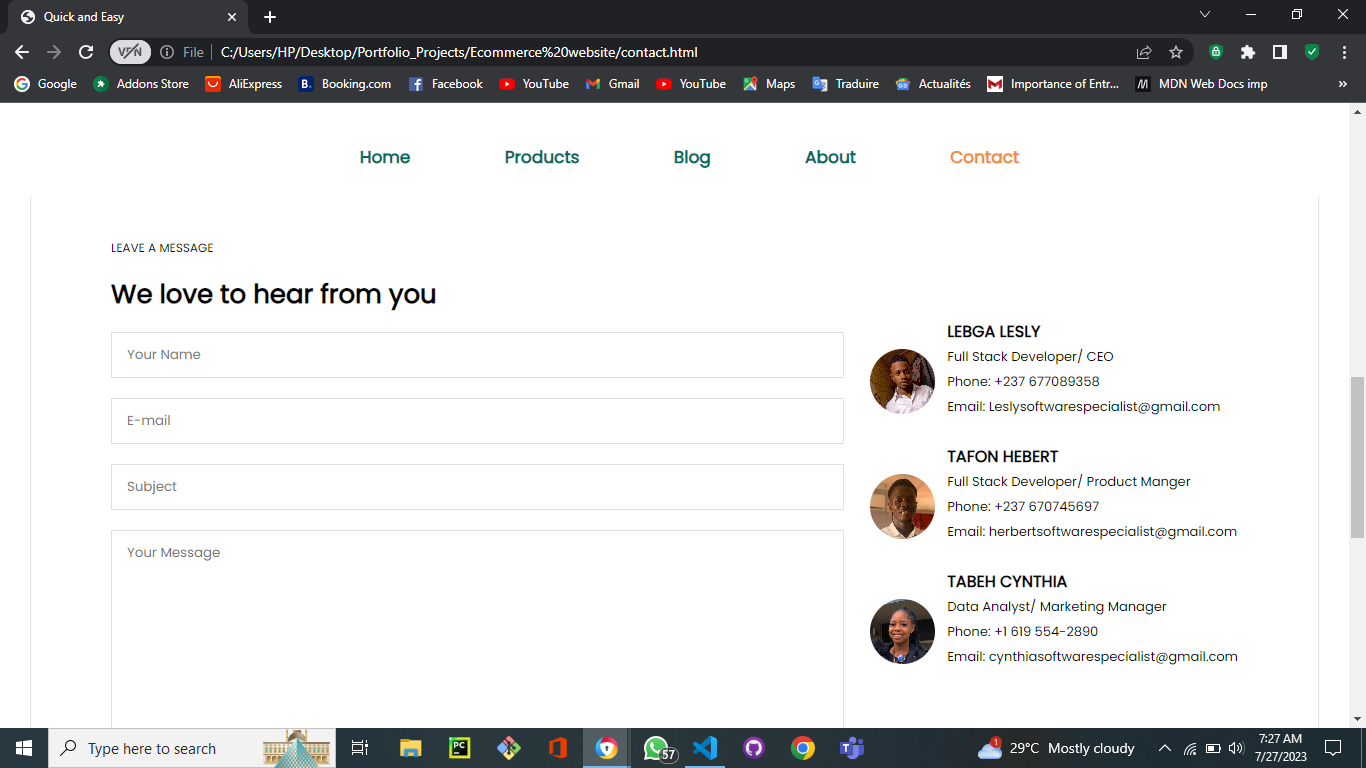 Quick and Easy
VPN
File
C:/Users/HP/Desktop/Portfolio_Projects/Ecommerce%20website/contact.html
Google
Addons Store
AliExpress
B.
Booking.com
Facebook
YouTube
Gmail
YouTube
Maps
Traduire
Actualités
Importance of Entr...
M
MDN Web Docs imp
»
Home
Products
Blog
About
Contact
LEAVE A MESSAGE
We love to hear from you
Your Name
E-mail
Subject
Your Message
LEBGA LESLY
Full Stack Developer/ CEO
Phone: +237 677089358
Email: Leslysoftwarespecialist@gmail.com
TAFON HEBERT
Full Stack Developer/ Product Manger
Phone: +237 670745697
Email: herbertsoftwarespecialist@gmail.com
TABEH CYNTHIA
Data Analyst/ Marketing Manager
Phone: +1 619 554-2890
Email: cynthiasoftwarespecialist@gmail.com
Type here to search
PC
57
1
29°C Mostly cloudy
7:27 AM
7/27/2023